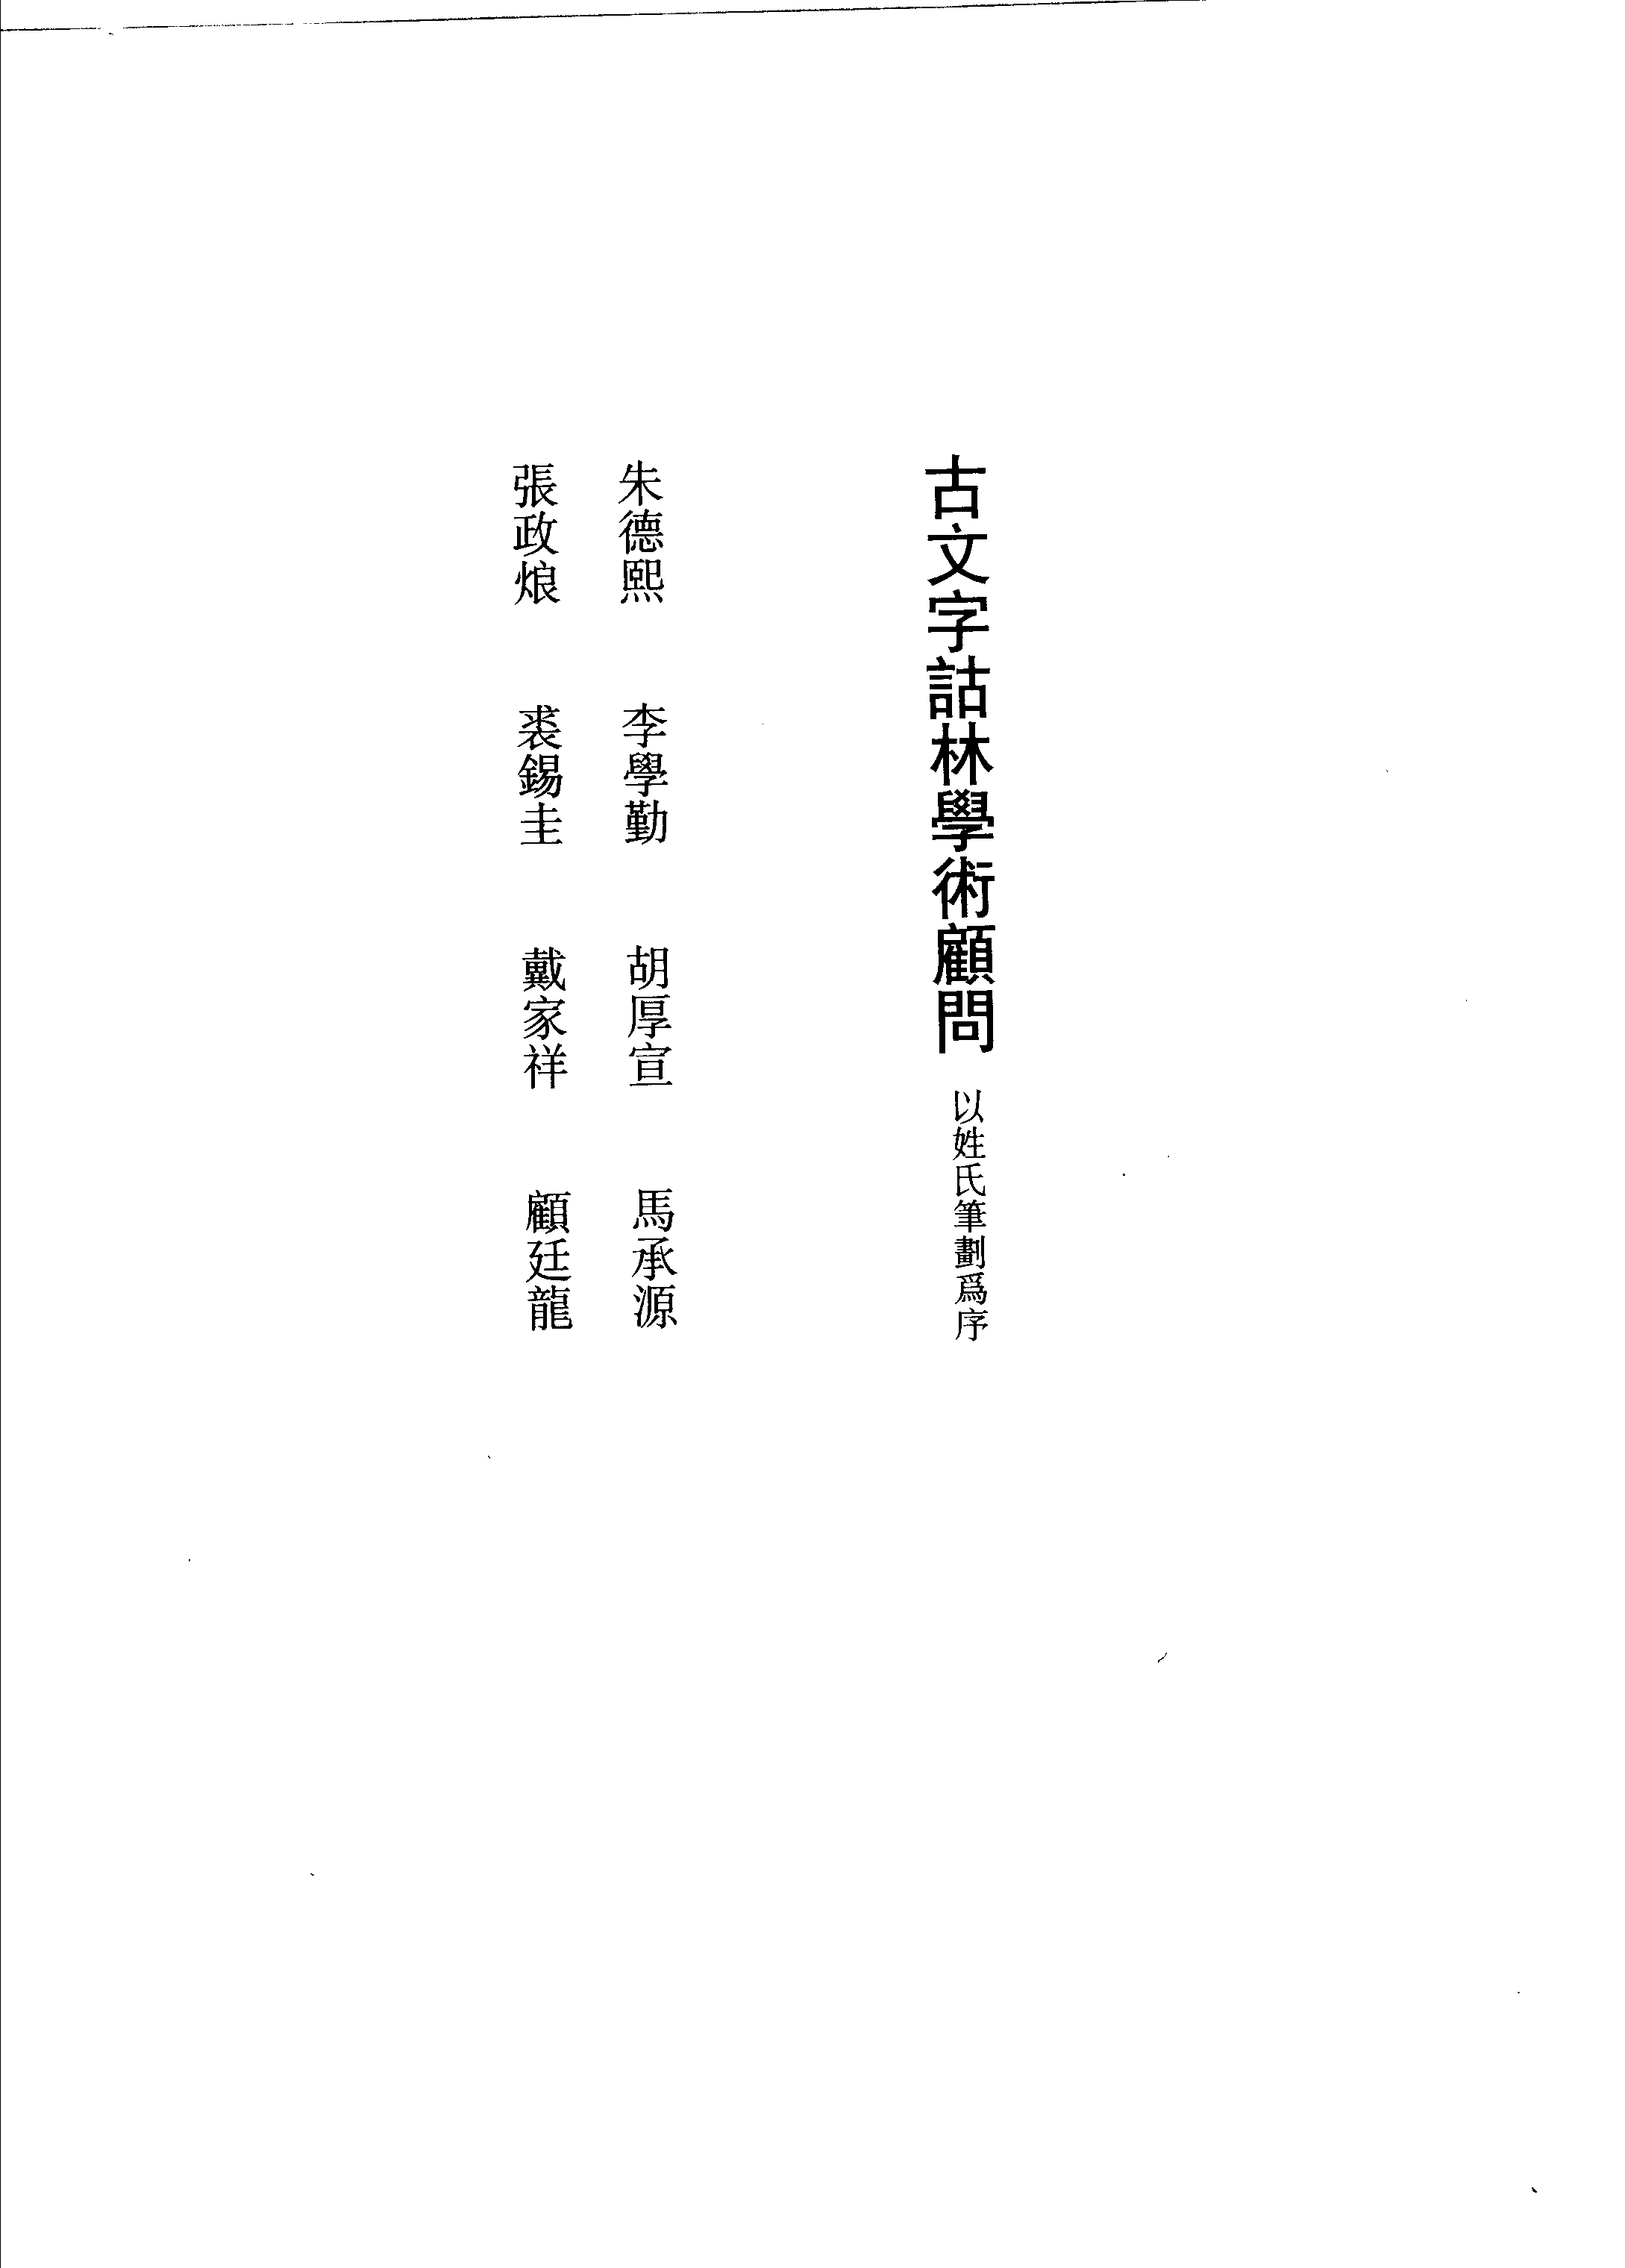 古文字詁林學術顧問 以姓氏筆劃爲序
朱德熙 李學勤 胡厚宣 馬承源
張政烺 裘錫圭 戴家祥 顧廷龍